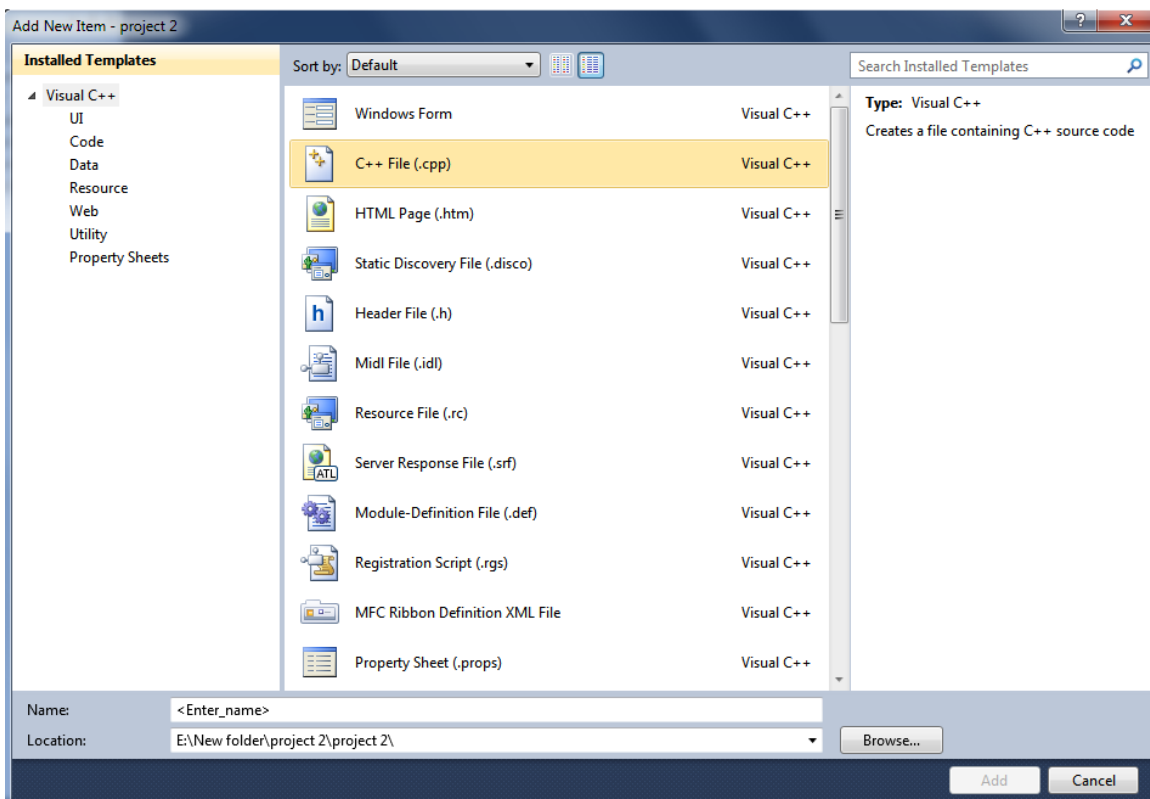 Add New Item - project 2
Installed Templates
Visual C++
UI
Code
Data
Resource
Web
Utility
Property Sheets
Sort by: Default
Windows Form Visual C++
C++ File (.cpp) Visual C++
HTML Page (.htm) Visual C++
Static Discovery File (.disco) Visual C++
Header File (.h) Visual C++
Midl File (.idl) Visual C++
Resource File (.rc) Visual C++
Server Response File (.srf) Visual C++
Module-Definition File (.def) Visual C++
Registration Script (.rgs) Visual C++
MFC Ribbon Definition XML File Visual C++
Property Sheet (.props) Visual C++
h
ATL
Search Installed Templates
Type: Visual C++
Creates a file containing C++ source code
Name: <Enter_name>
Location: E:\New folder\project 2\project 2\
Browse...
Add
Cancel